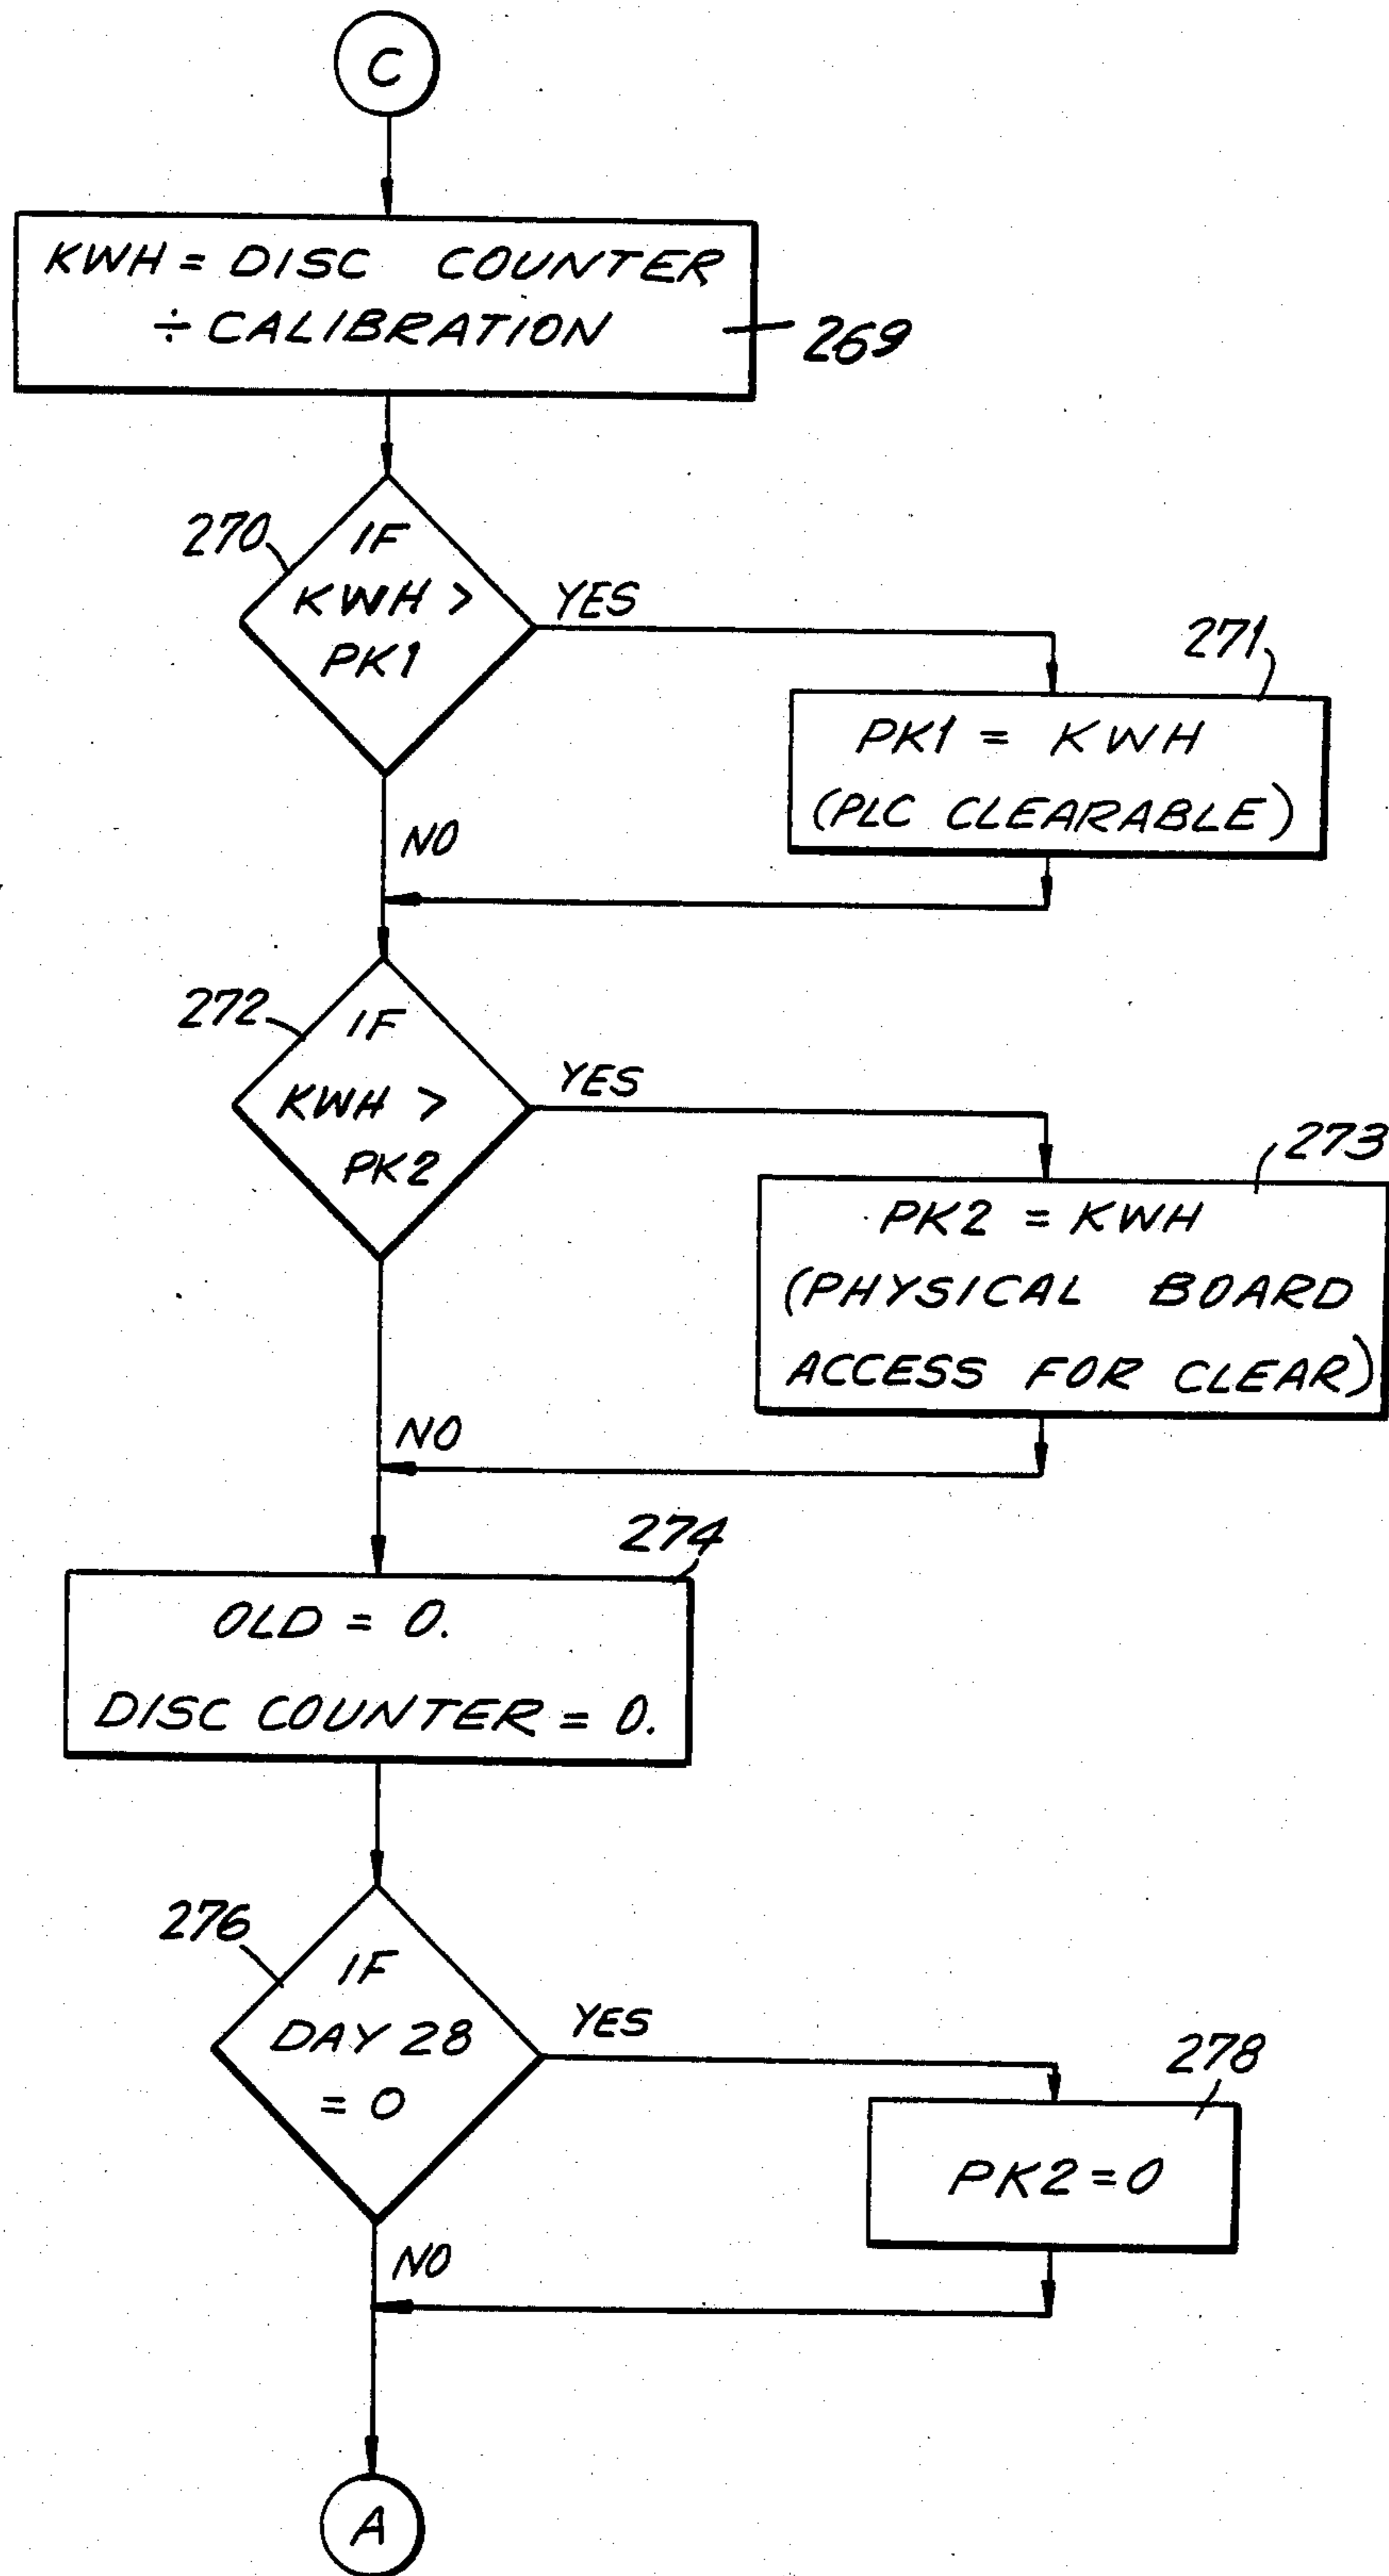 C
KWH = DISC COUNTER
÷ CALIBRATION
269
270
IF
KWH >
PK1
YES
271
PK1 = KWH
(PLC CLEARABLE)
NO
272
IF
KWH >
PK2
YES
273
PK2 = KWH
(PHYSICAL BOARD
ACCESS FOR CLEAR)
NO
274
OLD = 0.
DISC COUNTER = 0.
276
IF
DAY 28
= 0
YES
278
PK2 = 0
NO
A